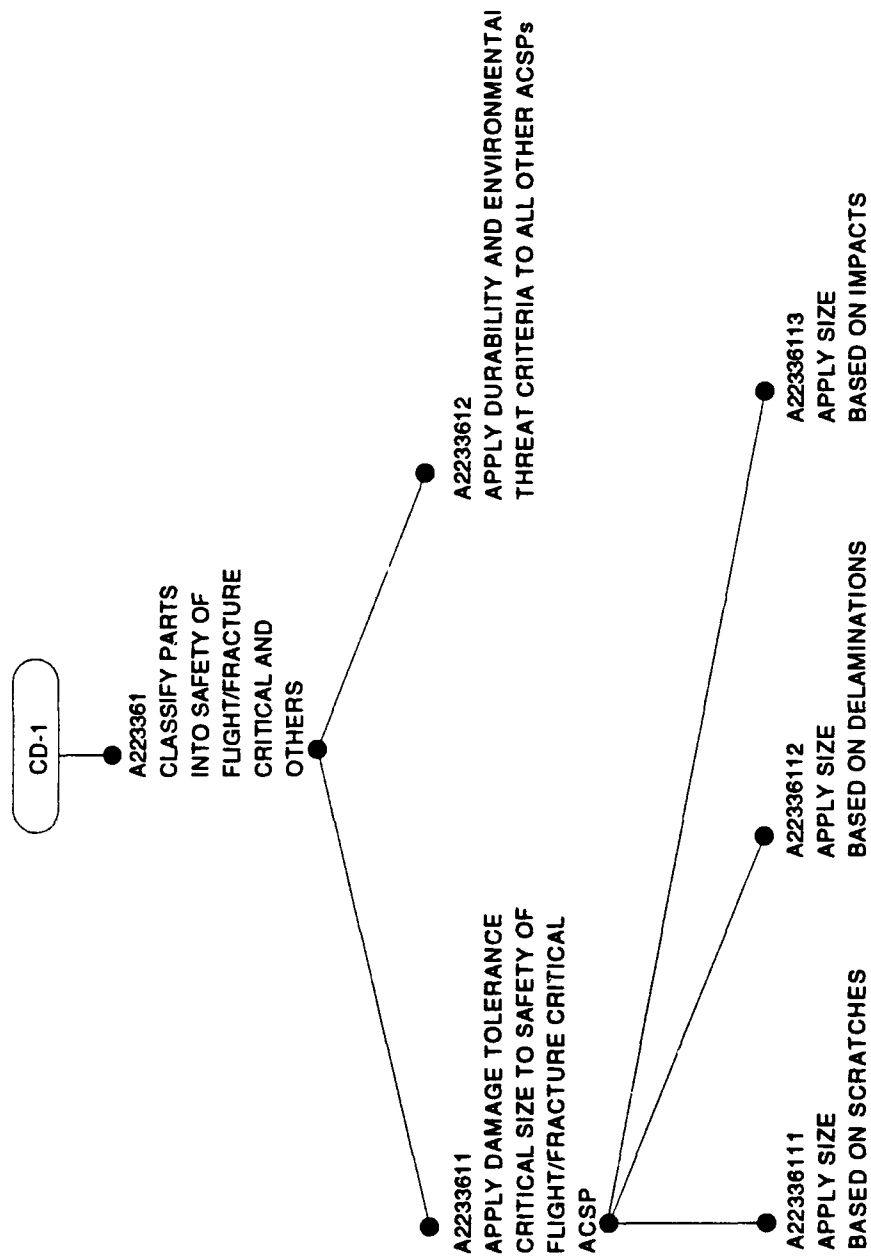 CD-1
A223361
CLASSIFY PARTS
INTO SAFETY OF
FLIGHT/FRACTURE
CRITICAL AND
OTHERS
A2233611
APPLY DAMAGE TOLERANCE
CRITICAL SIZE TO SAFETY OF
FLIGHT/FRACTURE CRITICAL
ACSP
A2233612
APPLY DURABILITY AND ENVIRONMENTAL
THREAT CRITERIA TO ALL OTHER ACSPs
A22336111
APPLY SIZE
BASED ON SCRATCHES
A22336112
APPLY SIZE
BASED ON DELAMINATIONS
A22336113
APPLY SIZE
BASED ON IMPACTS